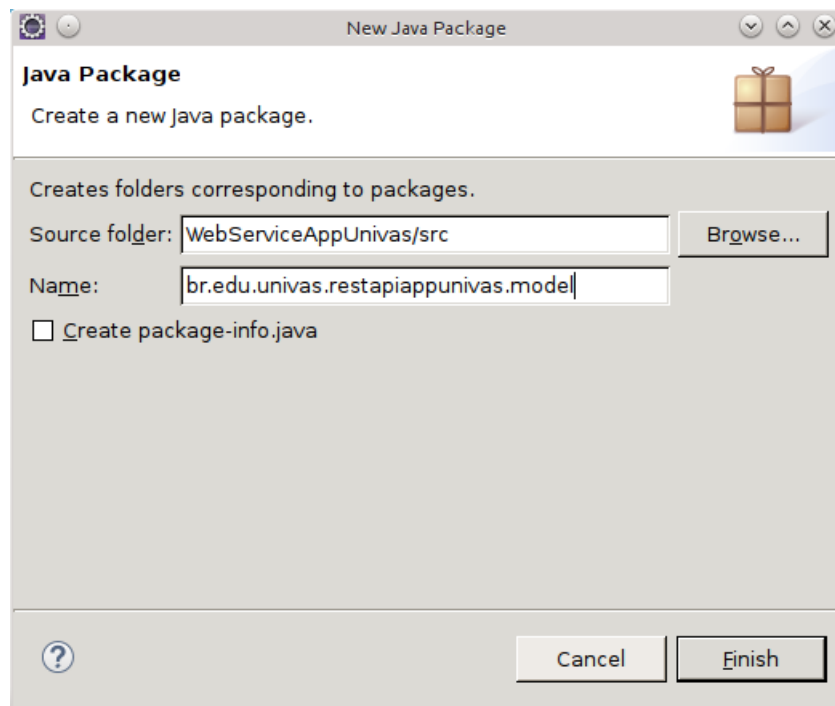 New Java Package
Java Package
Create a new Java package.
Creates folders corresponding to packages.
Source folder: WebServiceAppUnivas/src Browse...
Name: br.edu.univas.restapiappunivas.model
Create package-info.java
? Cancel Finish